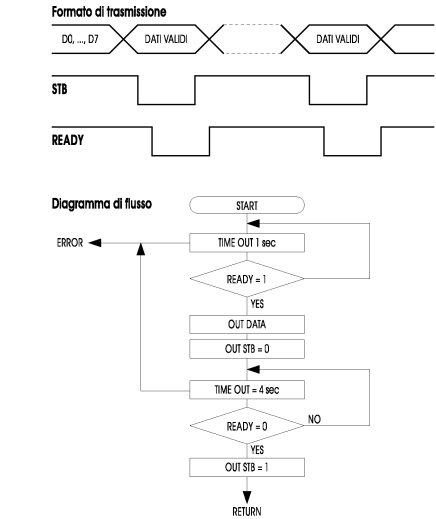 Formato di trasmissione
D0, ..., D7 DATI VALIDI DATI VALIDI
STB
READY
Diagramma di flusso
START
ERROR TIME OUT 1 sec
READY = 1
YES
OUT DATA
OUT STB = 0
TIME OUT = 4 sec
READY = 0 NO
YES
OUT STB = 1
RETURN